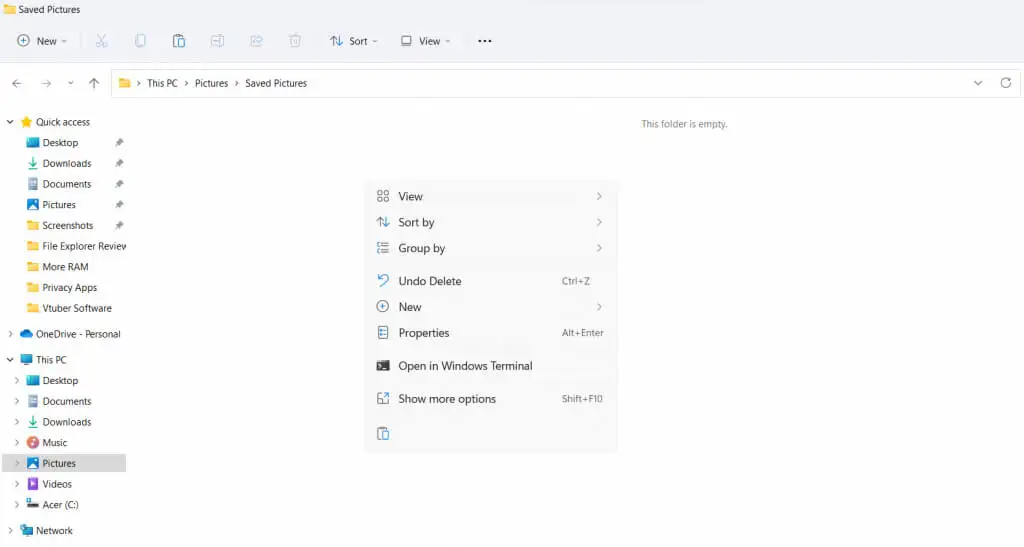 Saved Pictures
New
Sort
View
This PC
Pictures
Saved Pictures
Quick access
Desktop
Downloads
Documents
Pictures
Screenshots
File Explorer Review
More RAM
Privacy Apps
Vtuber Software
OneDrive - Personal
This PC
Desktop
Documents
Downloads
Music
Pictures
Videos
Acer (C:)
Network
This folder is empty.
View
Sort by
Group by
Undo Delete Ctrl+Z
New
Properties Alt+Enter
Open in Windows Terminal
Show more options Shift+F10